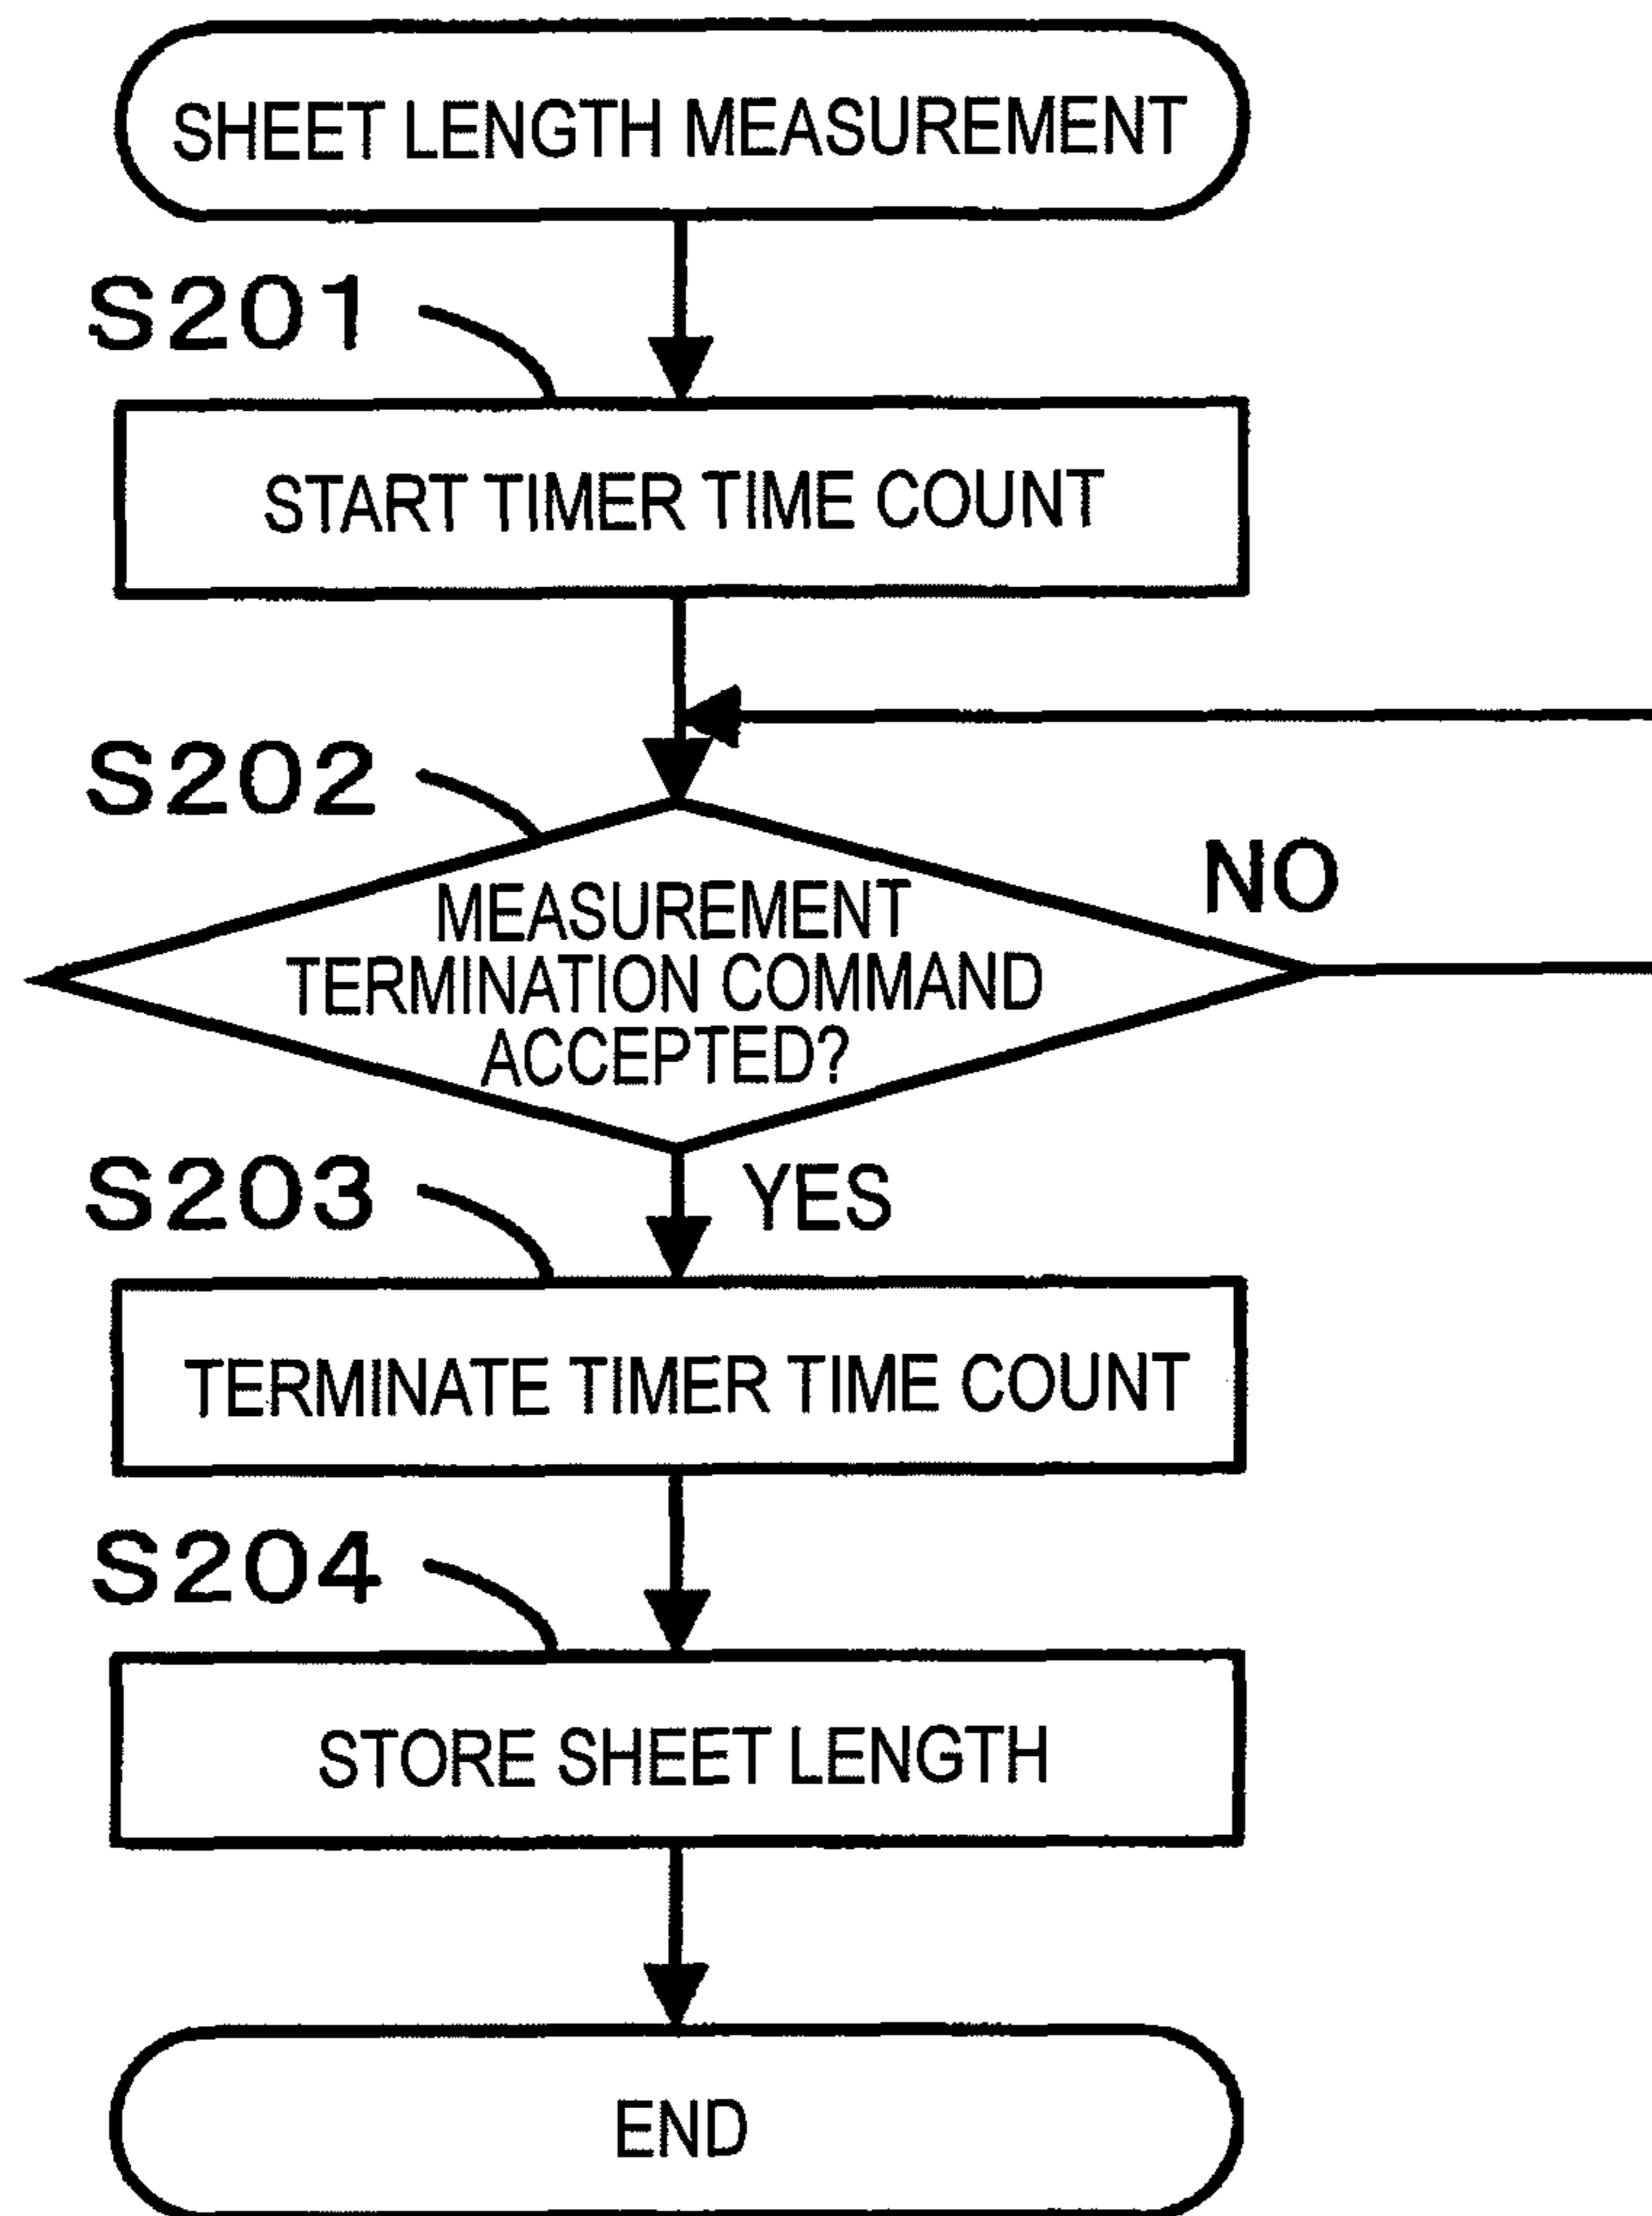 SHEET LENGTH MEASUREMENT
S201
START TIMER TIME COUNT
S202
NO
MEASUREMENT
TERMINATION COMMAND
ACCEPTED?
S203
YES
TERMINATE TIMER TIME COUNT
S204
STORE SHEET LENGTH
END